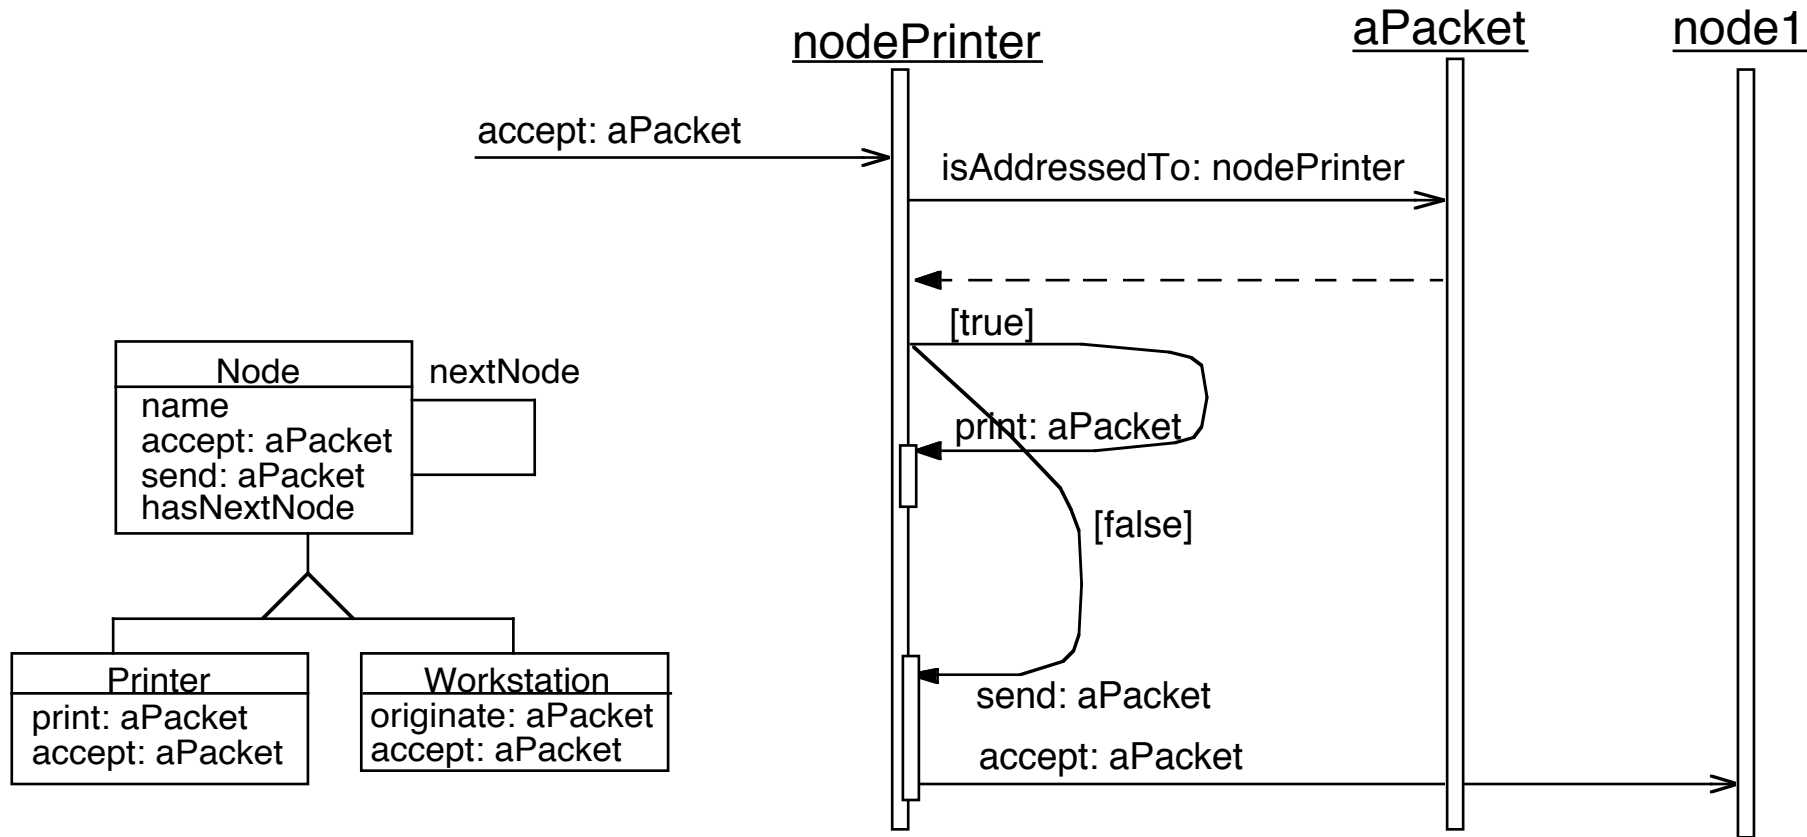 nodePrinter
aPacket
node1
accept: aPacket
isAddressedTo: nodePrinter
[true]
print: aPacket
[false]
send: aPacket
accept: aPacket
Node
nextNode
name
accept: aPacket
send: aPacket
hasNextNode
Printer
print: aPacket
accept: aPacket
Workstation
originate: aPacket
accept: aPacket